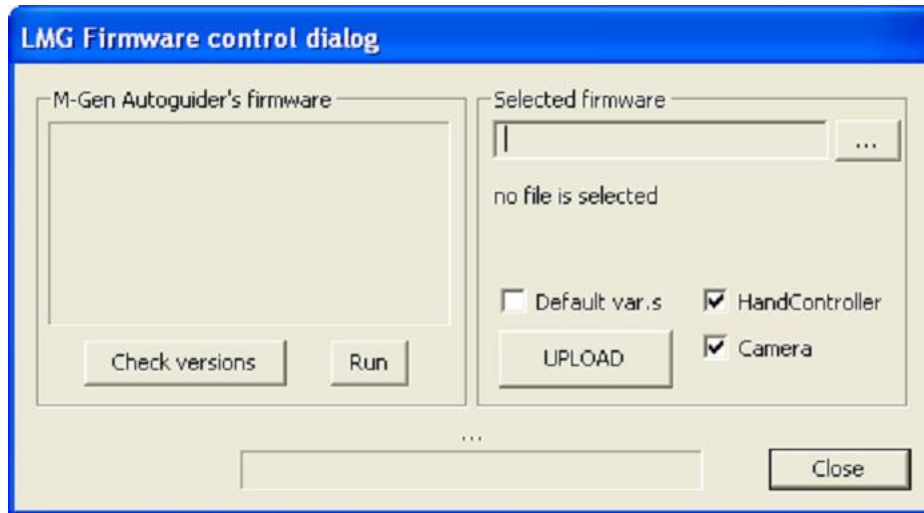 LMG Firmware control dialog
M-Gen Autoguider's firmware
Check versions
Run
Selected firmware
...
no file is selected
Default var.s
HandController
UPLOAD
Camera
...
Close